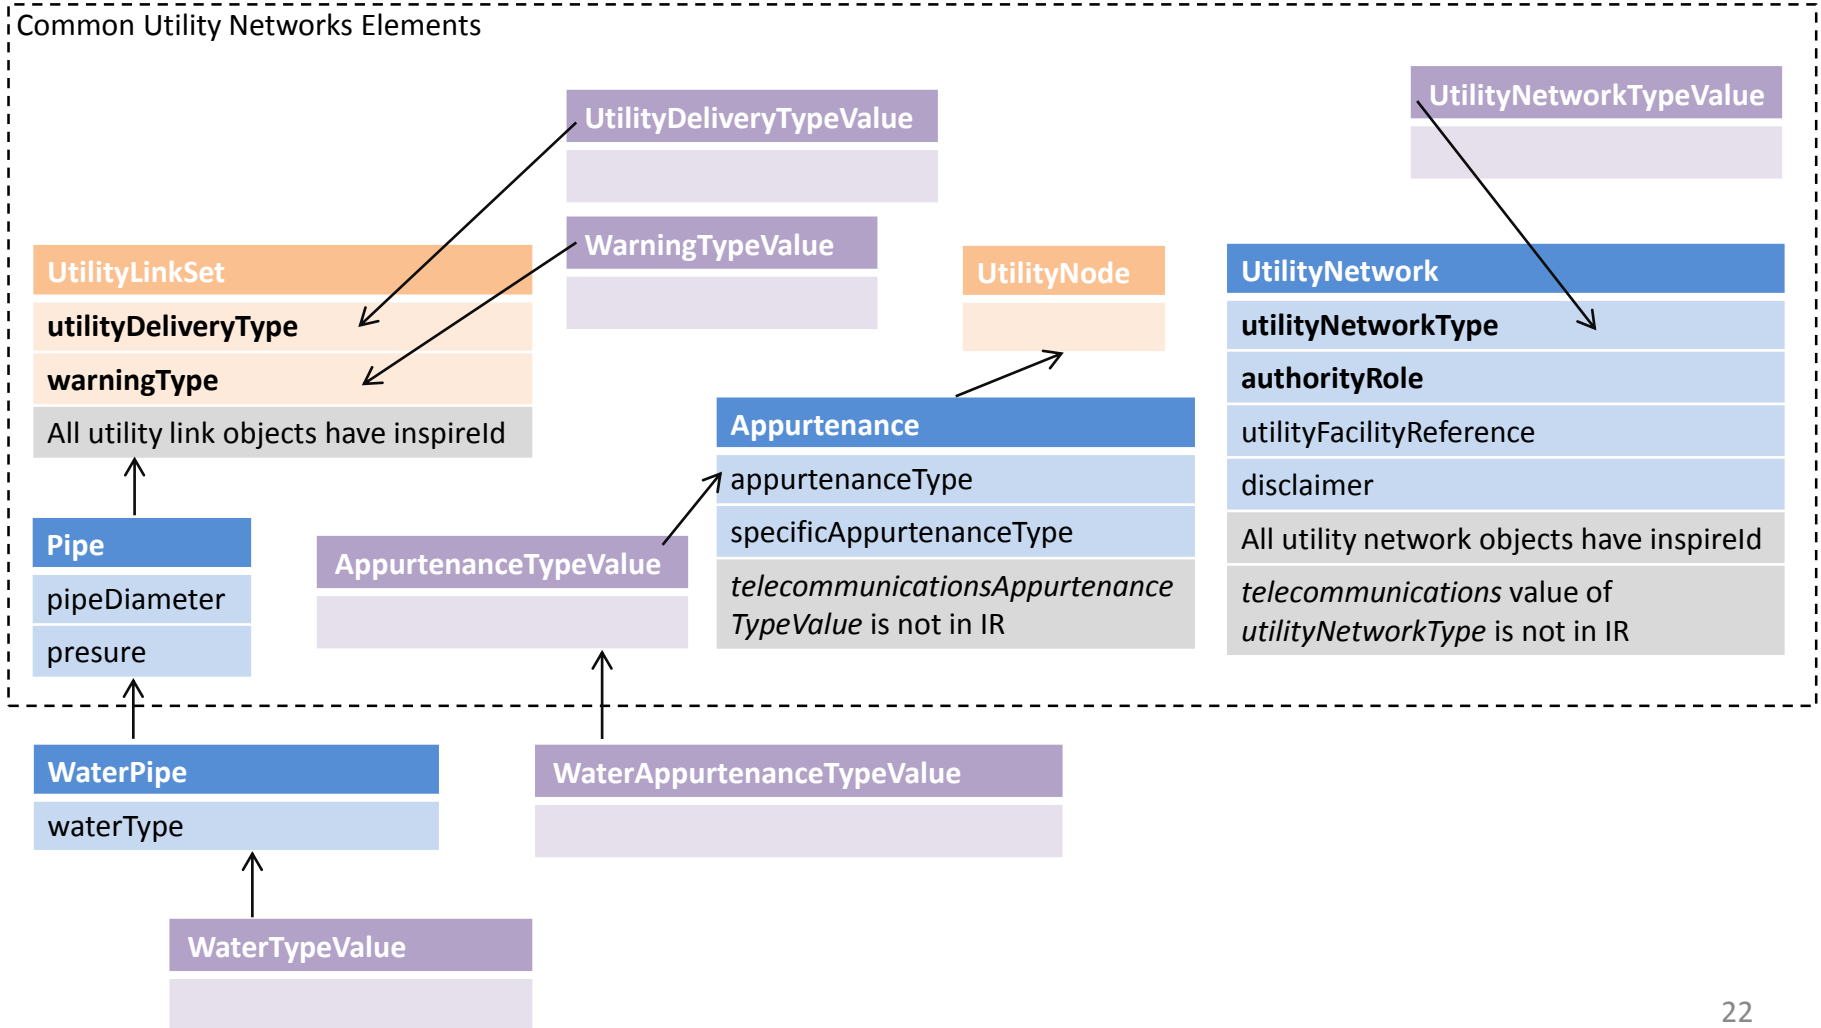 Common Utility Networks Elements
UtilityDeliveryTypeValue
UtilityNetworkTypeValue
WarningTypeValue
UtilityLinkSet
utilityDeliveryType
warningType
All utility link objects have inspireId
UtilityNode
UtilityNetwork
utilityNetworkType
authorityRole
utilityFacilityReference
disclaimer
All utility network objects have inspireId
telecommunications value of
utilityNetworkType is not in IR
Appurtenance
appurtenanceType
specificAppurtenanceType
telecommunicationsAppurtenance
TypeValue is not in IR
Pipe
pipeDiameter
presure
AppurtenanceTypeValue
WaterPipe
waterType
WaterAppurtenanceTypeValue
WaterTypeValue
22